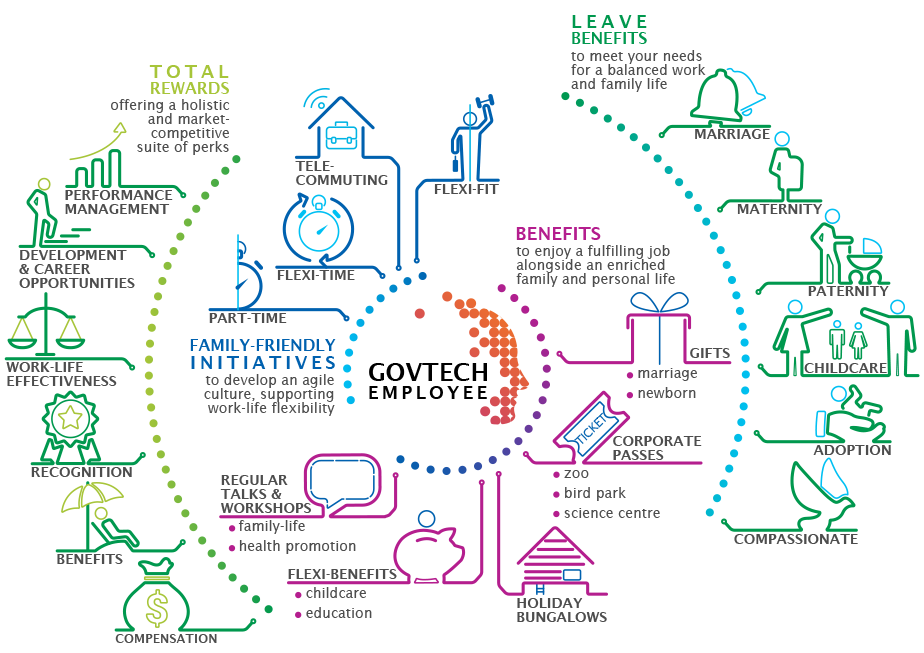 TOTAL
REWARDS
offering a holistic
and market-
competitive
suite of perks
PERFORMANCE
MANAGEMENT
DEVELOPMENT
& CAREER
OPPORTUNITIES
WORK-LIFE
EFFECTIVENESS
RECOGNITION
BENEFITS
$
COMPENSATION
TELE-
COMMUTING
FLEXI-FIT
FLEXI-TIME
PART-TIME
FAMILY-FRIENDLY
INITIATIVES
to develop an agile
culture, supporting
work-life flexibility
GOVTECH
EMPLOYEE
LEAVE
BENEFITS
to meet your needs
for a balanced work
and family life
MARRIAGE
MATERNITY
PATERNITY
CHILDCARE
ADOPTION
COMPASSIONATE
BENEFITS
to enjoy a fulfilling job
alongside an enriched
family and personal life
GIFTS
• marriage
• newborn
TICKET
CORPORATE
PASSES
• zoo
• bird park
• science centre
REGULAR
TALKS &
WORKSHOPS
• family-life
• health promotion
FLEXI-BENEFITS
• childcare
• education
HOLIDAY
BUNGALOWS